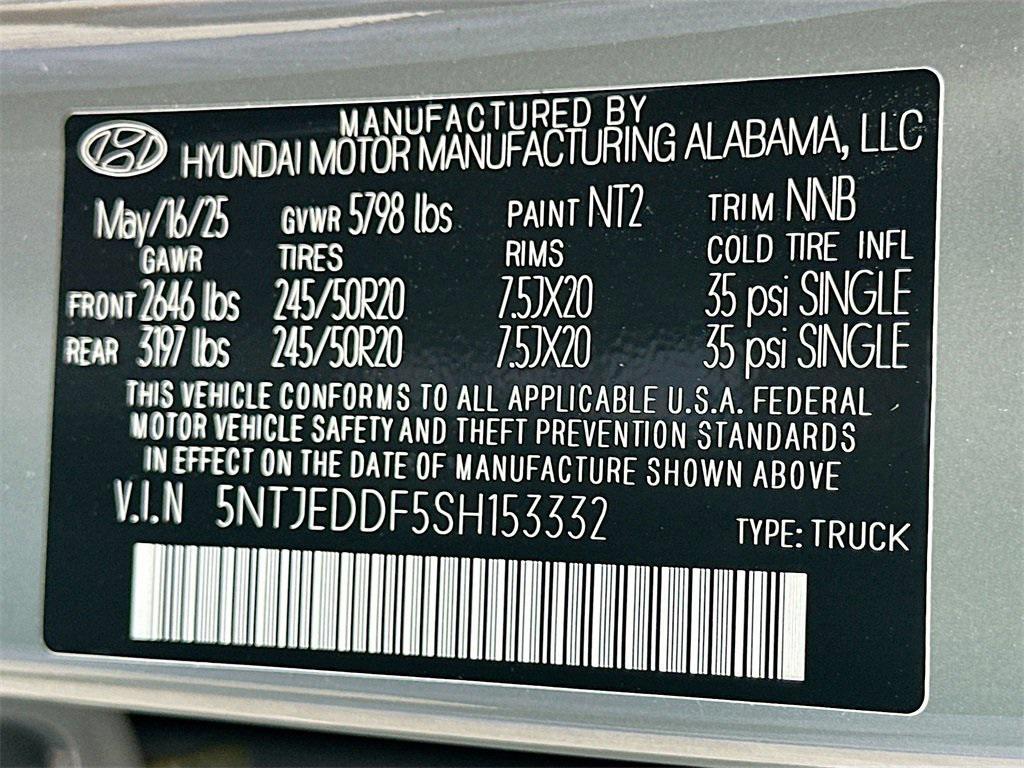 MANUFACTURED BY
HYUNDAI MOTOR MANUFACTURING ALABAMA, LLC
May/16/25 GVWR 5798 lbs PAINT NT2 TRIM NNB
GAWR TIRES RIMS COLD TIRE INFL
FRONT 2646 lbs 245/50R20 7.5JX20 35 psi SINGLE
REAR 3197 lbs 245/50R20 7.5JX20 35 psi SINGLE
THIS VEHICLE CONFORMS TO ALL APPLICABLE U.S.A. FEDERAL
MOTOR VEHICLE SAFETY AND THEFT PREVENTION STANDARDS
IN EFFECT ON THE DATE OF MANUFACTURE SHOWN ABOVE
V.I.N 5NTJEDDF5SH153332 TYPE: TRUCK